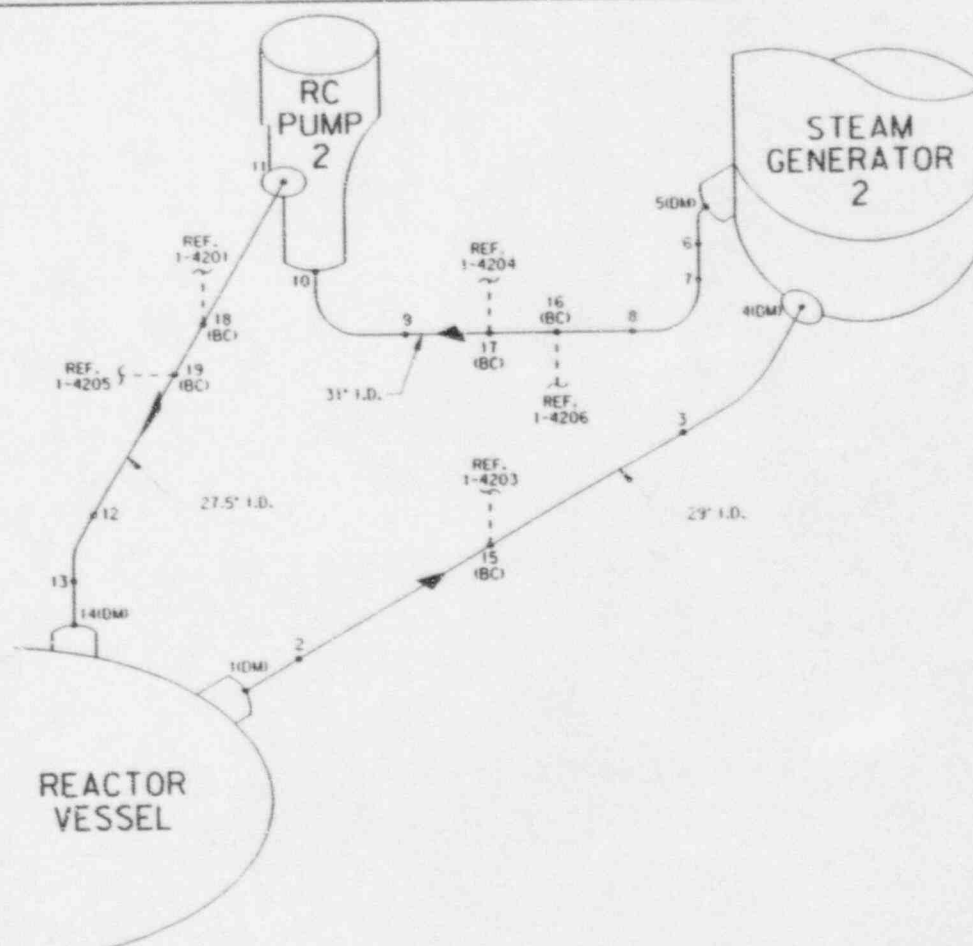 RC
PUMP
2
STEAM
GENERATOR
2
11
5(DM)
REF.
1-4201
REF.
1-4204
6
10
7
16
(BC)
4(DM)
18
(BC)
9
8
17
(BC)
REF.
1-4205
19
(BC)
31" I.D.
REF.
1-4206
3
REF.
1-4203
27.5" I.D.
29" I.D.
12
15
(BC)
13
14(DM)
2
1(DM)
REACTOR
VESSEL